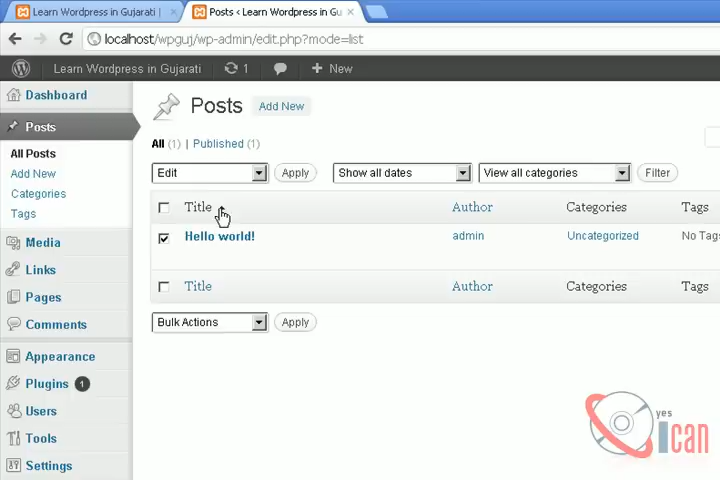 Learn Wordpress in Gujarati |
Posts ‹ Learn Wordpress in Gu
localhost/wpguj/wp-admin/edit.php?mode=list
Learn Wordpress in Gujarati 1 + New
Dashboard
Posts
All Posts
Add New
Categories
Tags
Media
Links
Pages
Comments
Appearance
Plugins 1
Users
Tools
Settings
Posts Add New
All (1) | Published (1)
Edit Apply Show all dates View all categories Filter
Title Author Categories Tags
Hello world! admin Uncategorized No Tags
Title Author Categories Tags
Bulk Actions Apply
yes
ican